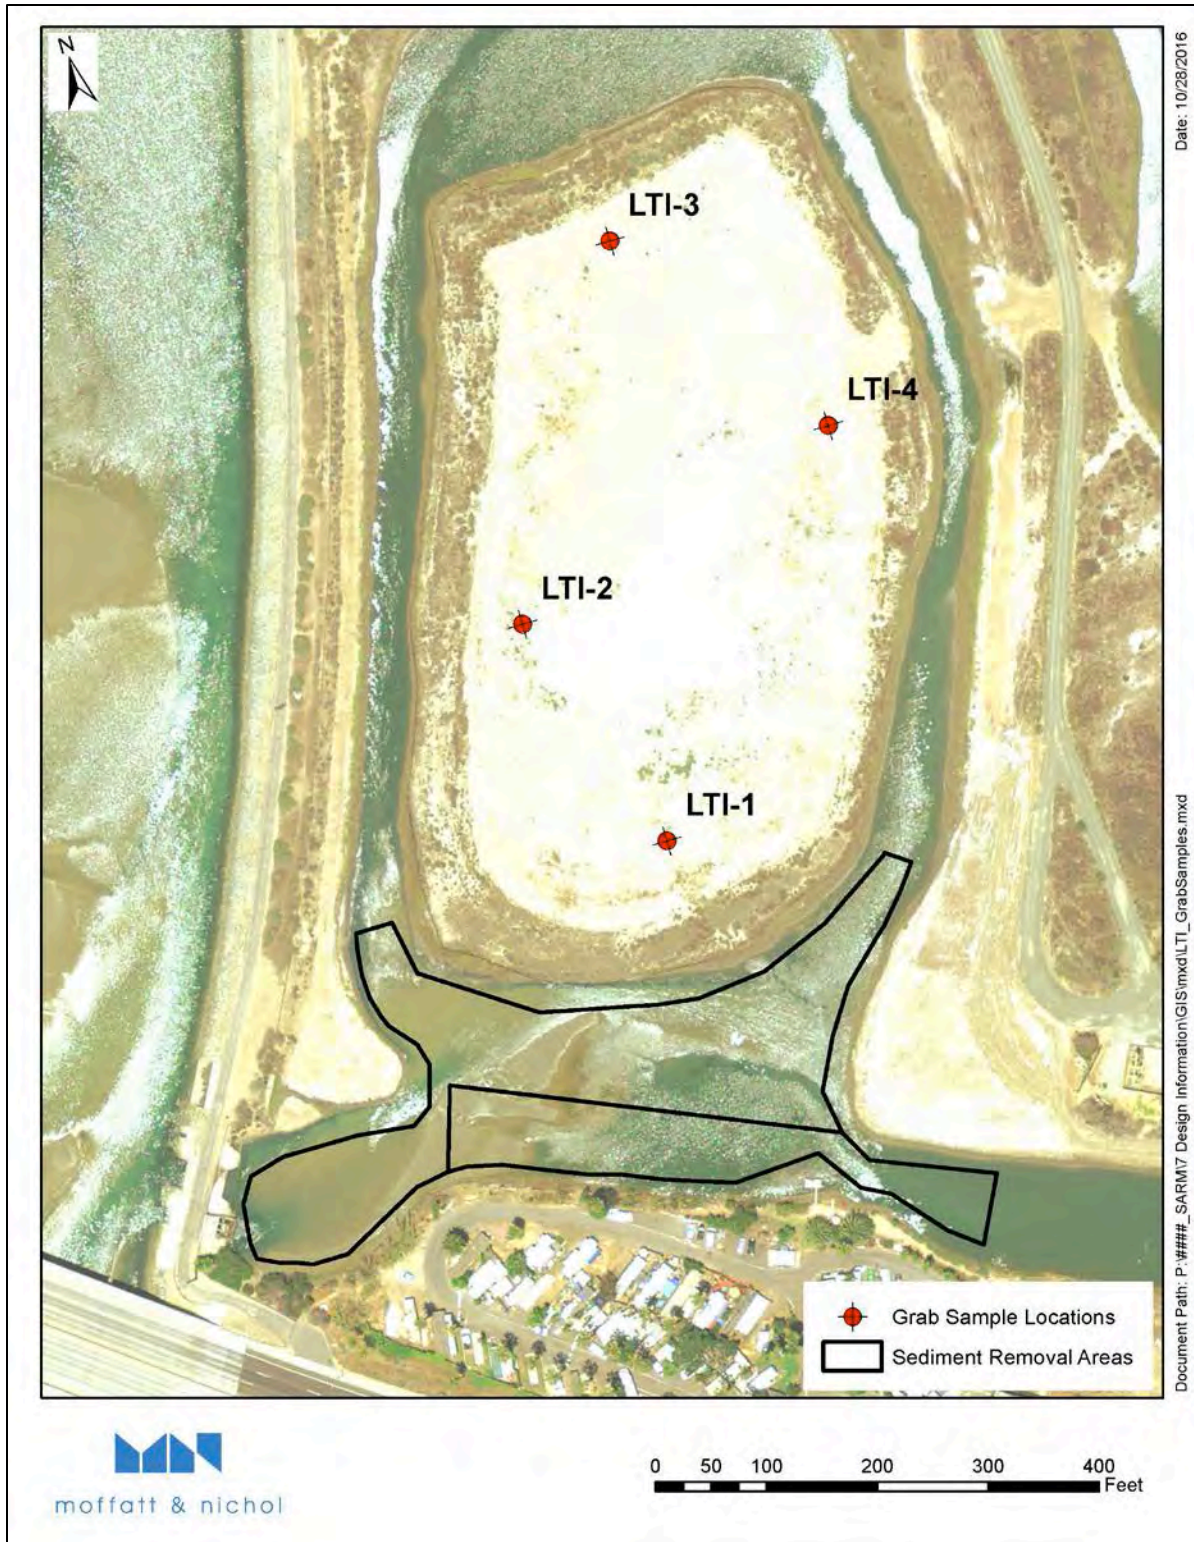 N
Date: 10/28/2016
LTI-3
LTI-4
LTI-2
LTI-1
Grab Sample Locations
Sediment Removal Areas
Document Path: P:\####_SARM\7 Design Information\GIS\mxd\LTI_GrabSamples.mxd
moffatt & nichol
0 50 100 200 300 400
Feet